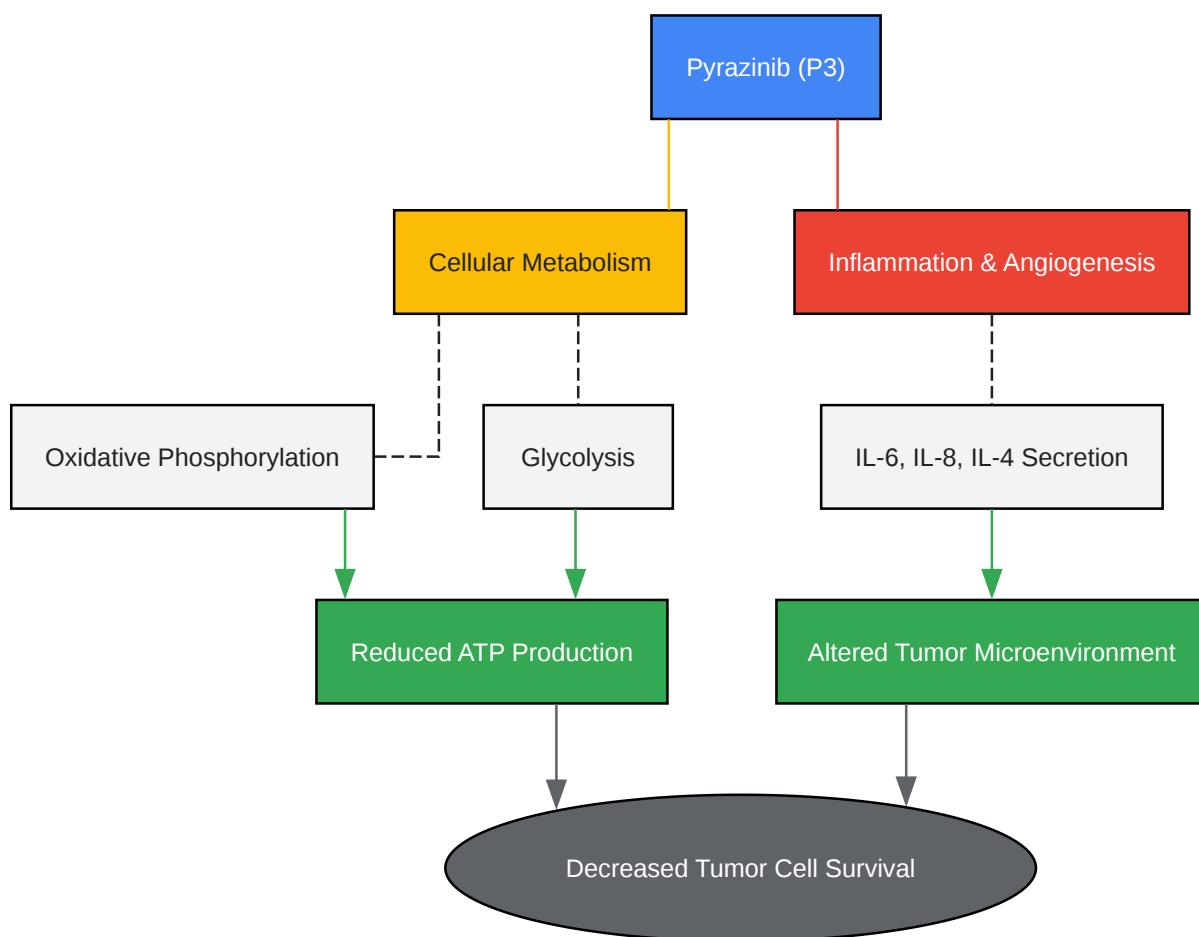 Pyrazinib (P3)
Cellular Metabolism
Inflammation & Angiogenesis
Oxidative Phosphorylation
Glycolysis
IL-6, IL-8, IL-4 Secretion
Reduced ATP Production
Altered Tumor Microenvironment
Decreased Tumor Cell Survival